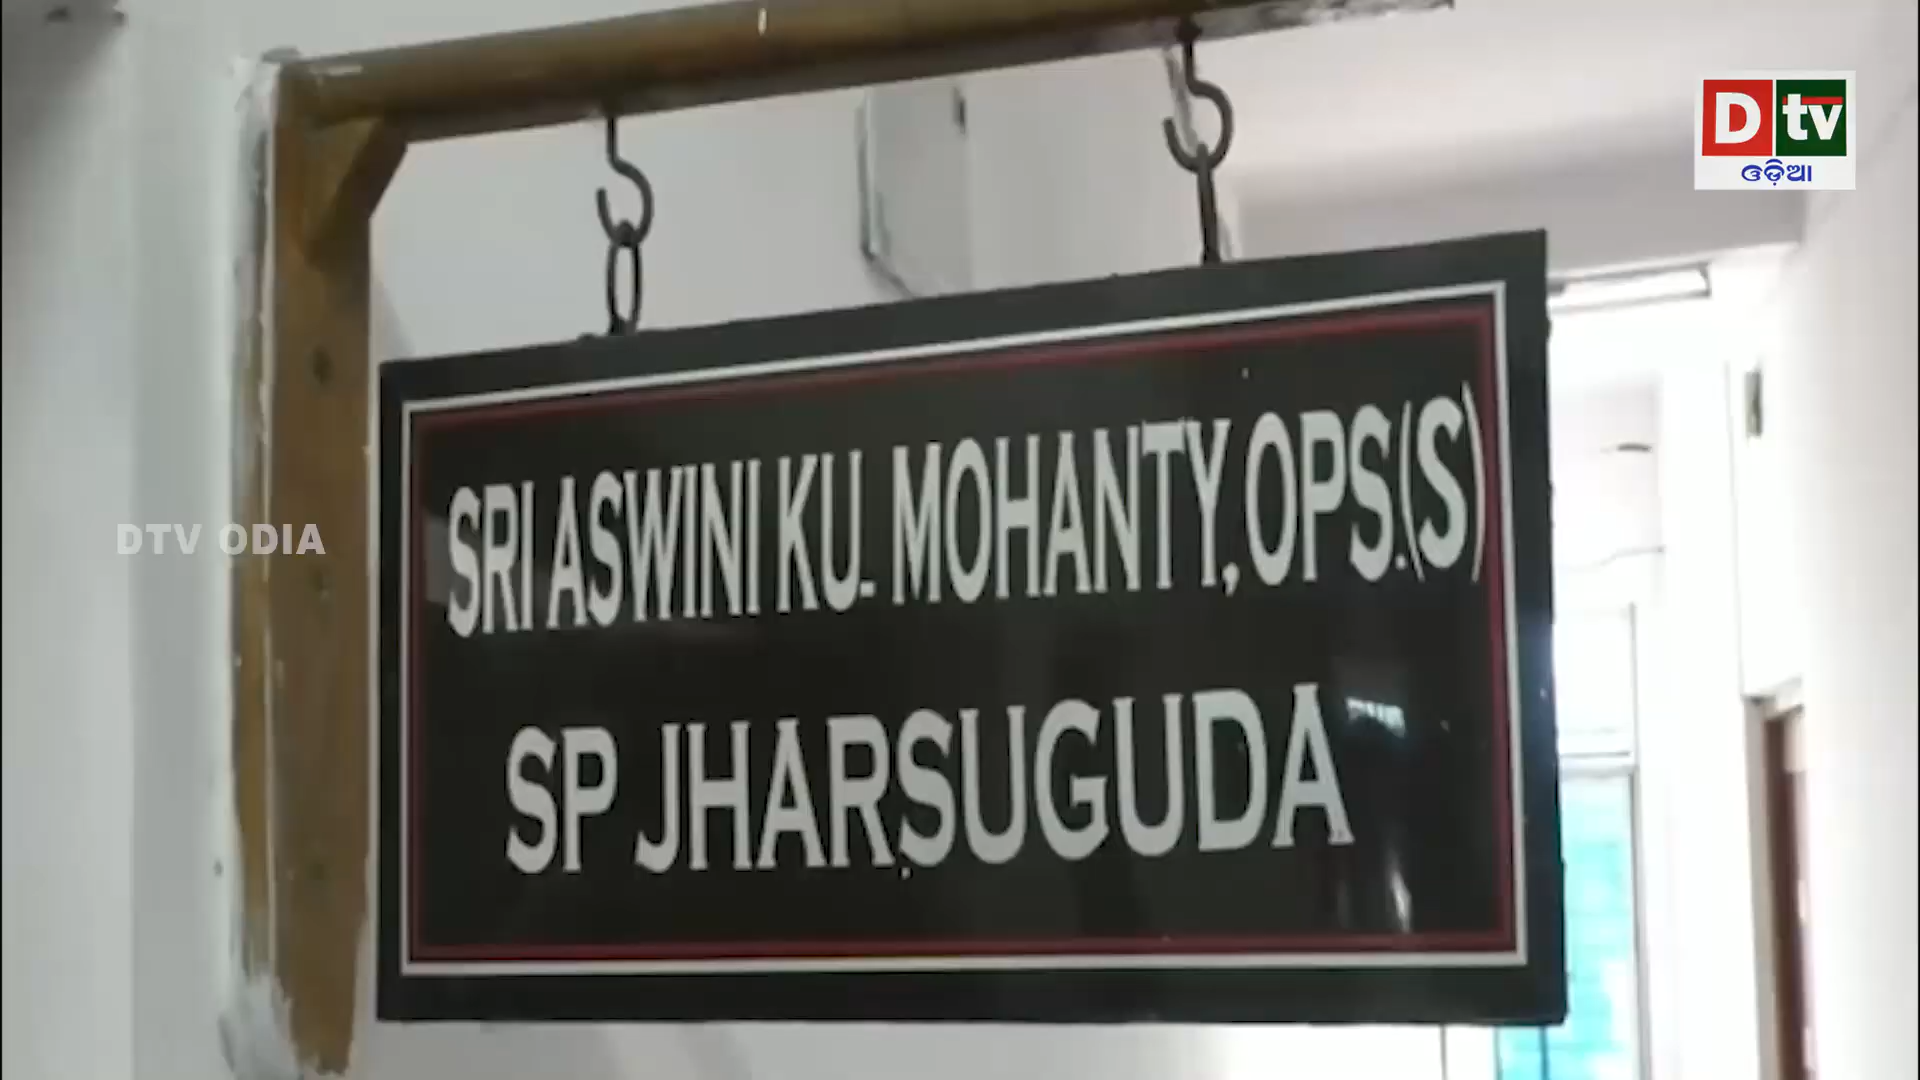 D tv
ଓଡ଼ିଆ
SRI ASWINI KU. MOHANTY, OPS.(S)
DTV ODIA
SP JHARSUGUDA